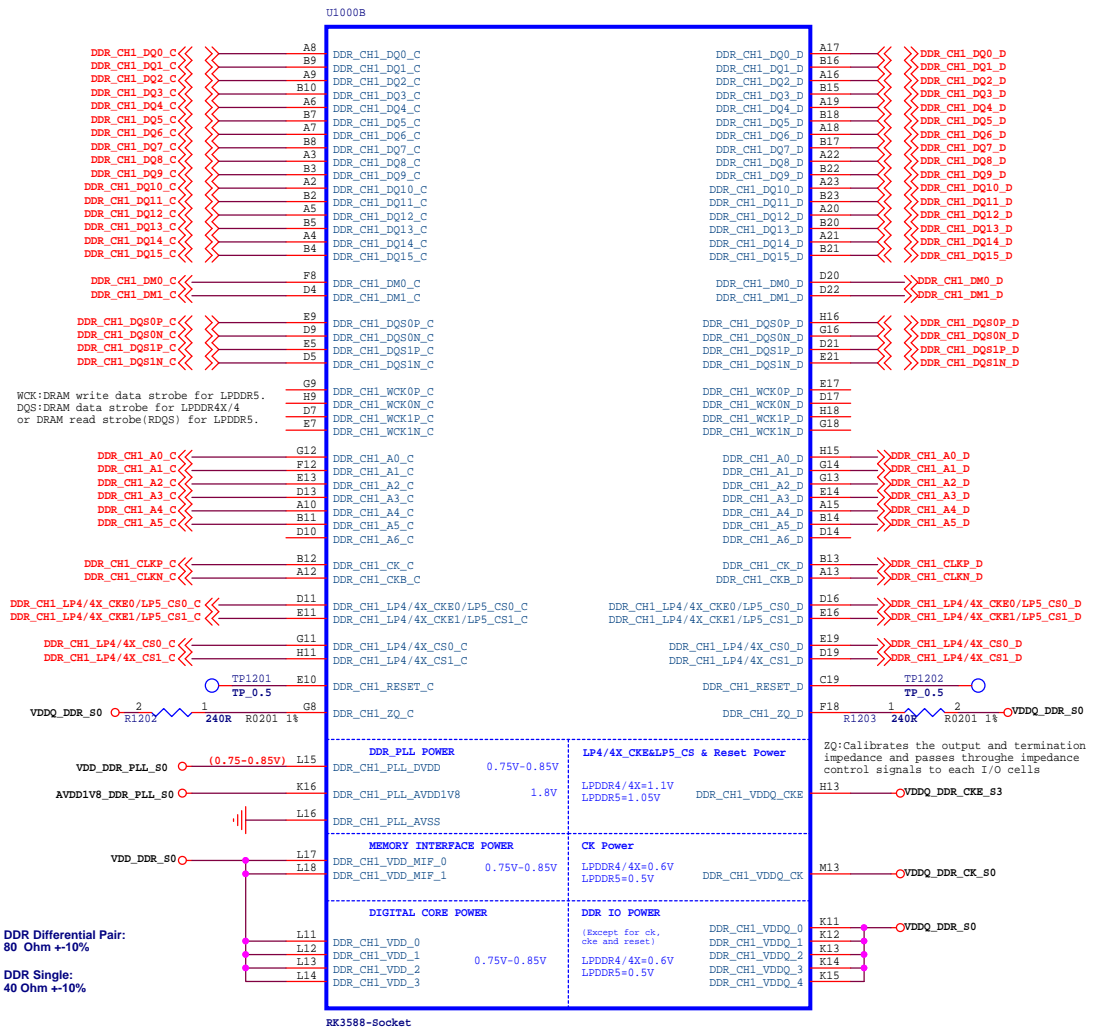 U1000B
DDR_CH1_DQ0_C A8 DDR_CH1_DQ0_C DDR_CH1_DQ0_D A17 DDR_CH1_DQ0_D
DDR_CH1_DQ1_C B9 DDR_CH1_DQ1_C DDR_CH1_DQ1_D B16 DDR_CH1_DQ1_D
DDR_CH1_DQ2_C A9 DDR_CH1_DQ2_C DDR_CH1_DQ2_D A16 DDR_CH1_DQ2_D
DDR_CH1_DQ3_C B10 DDR_CH1_DQ3_C DDR_CH1_DQ3_D B15 DDR_CH1_DQ3_D
DDR_CH1_DQ4_C A6 DDR_CH1_DQ4_C DDR_CH1_DQ4_D A19 DDR_CH1_DQ4_D
DDR_CH1_DQ5_C B7 DDR_CH1_DQ5_C DDR_CH1_DQ5_D B18 DDR_CH1_DQ5_D
DDR_CH1_DQ6_C A7 DDR_CH1_DQ6_C DDR_CH1_DQ6_D A18 DDR_CH1_DQ6_D
DDR_CH1_DQ7_C B8 DDR_CH1_DQ7_C DDR_CH1_DQ7_D B17 DDR_CH1_DQ7_D
DDR_CH1_DQ8_C A3 DDR_CH1_DQ8_C DDR_CH1_DQ8_D A22 DDR_CH1_DQ8_D
DDR_CH1_DQ9_C B3 DDR_CH1_DQ9_C DDR_CH1_DQ9_D B22 DDR_CH1_DQ9_D
DDR_CH1_DQ10_C A2 DDR_CH1_DQ10_C DDR_CH1_DQ10_D A23 DDR_CH1_DQ10_D
DDR_CH1_DQ11_C B2 DDR_CH1_DQ11_C DDR_CH1_DQ11_D B23 DDR_CH1_DQ11_D
DDR_CH1_DQ12_C A5 DDR_CH1_DQ12_C DDR_CH1_DQ12_D A20 DDR_CH1_DQ12_D
DDR_CH1_DQ13_C B5 DDR_CH1_DQ13_C DDR_CH1_DQ13_D B20 DDR_CH1_DQ13_D
DDR_CH1_DQ14_C A4 DDR_CH1_DQ14_C DDR_CH1_DQ14_D A21 DDR_CH1_DQ14_D
DDR_CH1_DQ15_C B4 DDR_CH1_DQ15_C DDR_CH1_DQ15_D B21 DDR_CH1_DQ15_D
DDR_CH1_DM0_C F8 DDR_CH1_DM0_C DDR_CH1_DM0_D D20 DDR_CH1_DM0_D
DDR_CH1_DM1_C D4 DDR_CH1_DM1_C DDR_CH1_DM1_D D22 DDR_CH1_DM1_D
DDR_CH1_DQS0P_C E9 DDR_CH1_DQS0P_C DDR_CH1_DQS0P_D H16 DDR_CH1_DQS0P_D
DDR_CH1_DQS0N_C D9 DDR_CH1_DQS0N_C DDR_CH1_DQS0N_D G16 DDR_CH1_DQS0N_D
DDR_CH1_DQS1P_C E5 DDR_CH1_DQS1P_C DDR_CH1_DQS1P_D D21 DDR_CH1_DQS1P_D
DDR_CH1_DQS1N_C D5 DDR_CH1_DQS1N_C DDR_CH1_DQS1N_D E21 DDR_CH1_DQS1N_D
WCK:DRAM write data strobe for LPDDR5.
DQS:DRAM data strobe for LPDDR4X/4
or DRAM read strobe(RDQS) for LPDDR5.
G9 DDR_CH1_WCK0P_C DDR_CH1_WCK0P_D E17
H9 DDR_CH1_WCK0N_C DDR_CH1_WCK0N_D D17
D7 DDR_CH1_WCK1P_C DDR_CH1_WCK1P_D H18
E7 DDR_CH1_WCK1N_C DDR_CH1_WCK1N_D G18
DDR_CH1_A0_C G12 DDR_CH1_A0_C DDR_CH1_A0_D H15 DDR_CH1_A0_D
DDR_CH1_A1_C F12 DDR_CH1_A1_C DDR_CH1_A1_D G14 DDR_CH1_A1_D
DDR_CH1_A2_C E13 DDR_CH1_A2_C DDR_CH1_A2_D G13 DDR_CH1_A2_D
DDR_CH1_A3_C D13 DDR_CH1_A3_C DDR_CH1_A3_D E14 DDR_CH1_A3_D
DDR_CH1_A4_C A10 DDR_CH1_A4_C DDR_CH1_A4_D A15 DDR_CH1_A4_D
DDR_CH1_A5_C B11 DDR_CH1_A5_C DDR_CH1_A5_D B14 DDR_CH1_A5_D
D10 DDR_CH1_A6_C DDR_CH1_A6_D D14
DDR_CH1_CLKP_C B12 DDR_CH1_CK_C DDR_CH1_CK_D B13 DDR_CH1_CLKP_D
DDR_CH1_CLKN_C A12 DDR_CH1_CKB_C DDR_CH1_CKB_D A13 DDR_CH1_CLKN_D
DDR_CH1_LP4/4X_CKE0/LP5_CS0_C D11 DDR_CH1_LP4/4X_CKE0/LP5_CS0_C DDR_CH1_LP4/4X_CKE0/LP5_CS0_D D16 DDR_CH1_LP4/4X_CKE0/LP5_CS0_D
DDR_CH1_LP4/4X_CKE1/LP5_CS1_C E11 DDR_CH1_LP4/4X_CKE1/LP5_CS1_C DDR_CH1_LP4/4X_CKE1/LP5_CS1_D E16 DDR_CH1_LP4/4X_CKE1/LP5_CS1_D
DDR_CH1_LP4/4X_CS0_C G11 DDR_CH1_LP4/4X_CS0_C DDR_CH1_LP4/4X_CS0_D E19 DDR_CH1_LP4/4X_CS0_D
DDR_CH1_LP4/4X_CS1_C H11 DDR_CH1_LP4/4X_CS1_C DDR_CH1_LP4/4X_CS1_D D19 DDR_CH1_LP4/4X_CS1_D
TP1201 E10 DDR_CH1_RESET_C DDR_CH1_RESET_D C19 TP1202
TP_0.5 TP_0.5
VDDQ_DDR_S0 2 1 G8 DDR_CH1_ZQ_C DDR_CH1_ZQ_D F18 1 2 VDDQ_DDR_S0
R1202 240R R0201 1% R1203 240R R0201 1%
ZQ:Calibrates the output and termination
impedance and passes throughe impedance
control signals to each I/O cells
DDR_PLL POWER LP4/4X_CKE&LP5_CS & Reset Power
VDD_DDR_PLL_S0 (0.75-0.85V) L15 DDR_CH1_PLL_DVDD 0.75V-0.85V
LPDDR4/4X=1.1V
LPDDR5=1.05V
AVDD1V8_DDR_PLL_S0 K16 DDR_CH1_PLL_AVDD1V8 1.8V DDR_CH1_VDDQ_CKE H13 VDDQ_DDR_CKE_S3
L16 DDR_CH1_PLL_AVSS
MEMORY INTERFACE POWER CK Power
VDD_DDR_S0 L17 DDR_CH1_VDD_MIF_0 0.75V-0.85V
L18 DDR_CH1_VDD_MIF_1
LPDDR4/4X=0.6V
LPDDR5=0.5V
DDR_CH1_VDDQ_CK M13 VDDQ_DDR_CK_S0
DIGITAL CORE POWER DDR IO POWER
(Except for ck,
cke and reset)
LPDDR4/4X=0.6V
LPDDR5=0.5V
L11 DDR_CH1_VDD_0
L12 DDR_CH1_VDD_1
L13 DDR_CH1_VDD_2 0.75V-0.85V
L14 DDR_CH1_VDD_3
DDR_CH1_VDDQ_0 K11 VDDQ_DDR_S0
DDR_CH1_VDDQ_1 K12
DDR_CH1_VDDQ_2 K13
DDR_CH1_VDDQ_3 K14
DDR_CH1_VDDQ_4 K15
DDR Differential Pair:
80 Ohm +-10%
DDR Single:
40 Ohm +-10%
RK3588-Socket